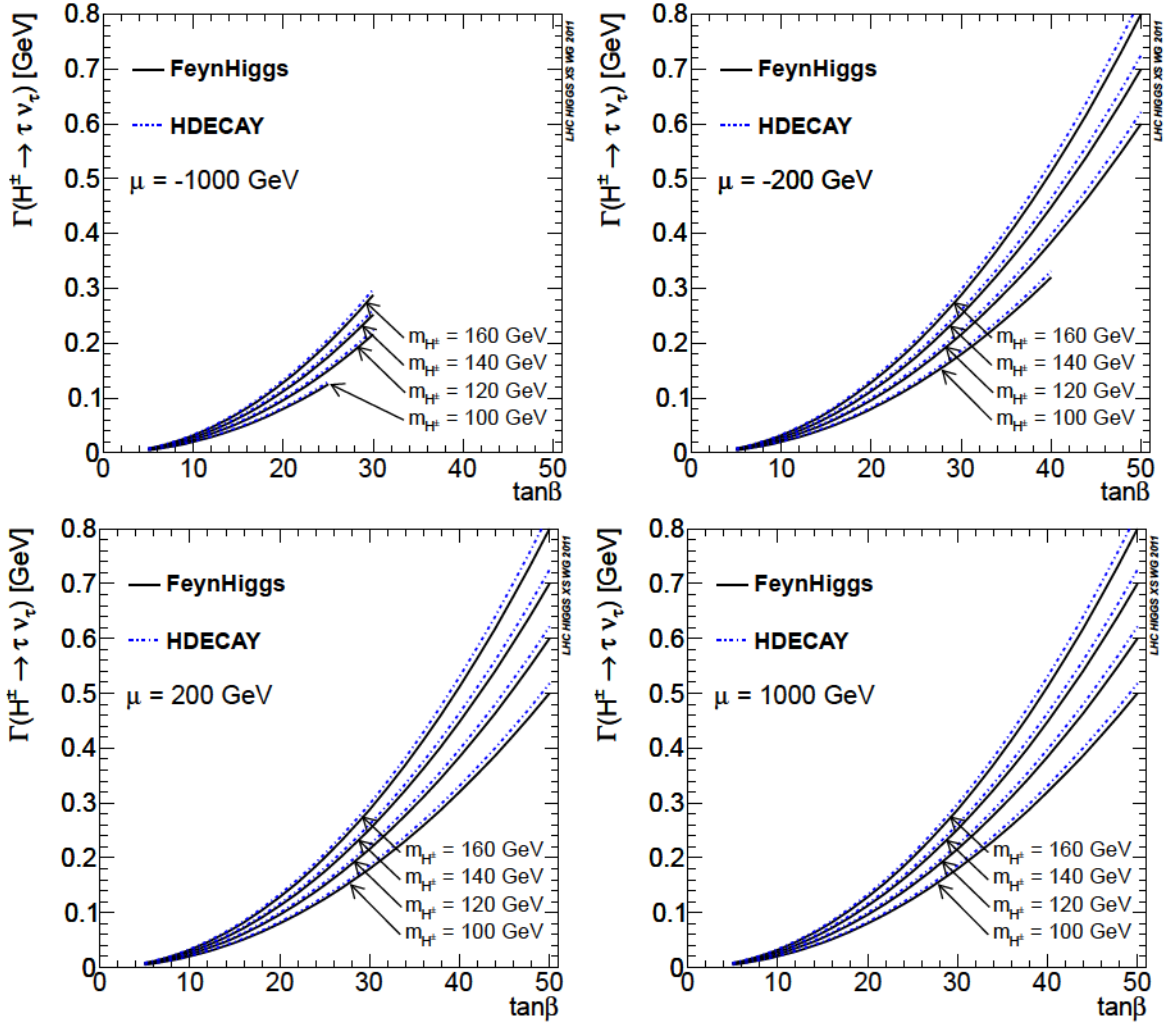 Γ(H± → τ ντ) [GeV]
0.8
0.7
0.6
0.5
0.4
0.3
0.2
0.1
0
FeynHiggs
HDECAY
μ = -1000 GeV
mH± = 160 GeV
mH± = 140 GeV
mH± = 120 GeV
mH± = 100 GeV
0 10 20 30 40 50
tanβ
LHC HIGGS XS WG 2011
Γ(H± → τ ντ) [GeV]
0.8
0.7
0.6
0.5
0.4
0.3
0.2
0.1
0
FeynHiggs
HDECAY
μ = -200 GeV
mH± = 160 GeV
mH± = 140 GeV
mH± = 120 GeV
mH± = 100 GeV
0 10 20 30 40 50
tanβ
LHC HIGGS XS WG 2011
Γ(H± → τ ντ) [GeV]
0.8
0.7
0.6
0.5
0.4
0.3
0.2
0.1
0
FeynHiggs
HDECAY
μ = 200 GeV
mH± = 160 GeV
mH± = 140 GeV
mH± = 120 GeV
mH± = 100 GeV
0 10 20 30 40 50
tanβ
LHC HIGGS XS WG 2011
Γ(H± → τ ντ) [GeV]
0.8
0.7
0.6
0.5
0.4
0.3
0.2
0.1
0
FeynHiggs
HDECAY
μ = 1000 GeV
mH± = 160 GeV
mH± = 140 GeV
mH± = 120 GeV
mH± = 100 GeV
0 10 20 30 40 50
tanβ
LHC HIGGS XS WG 2011